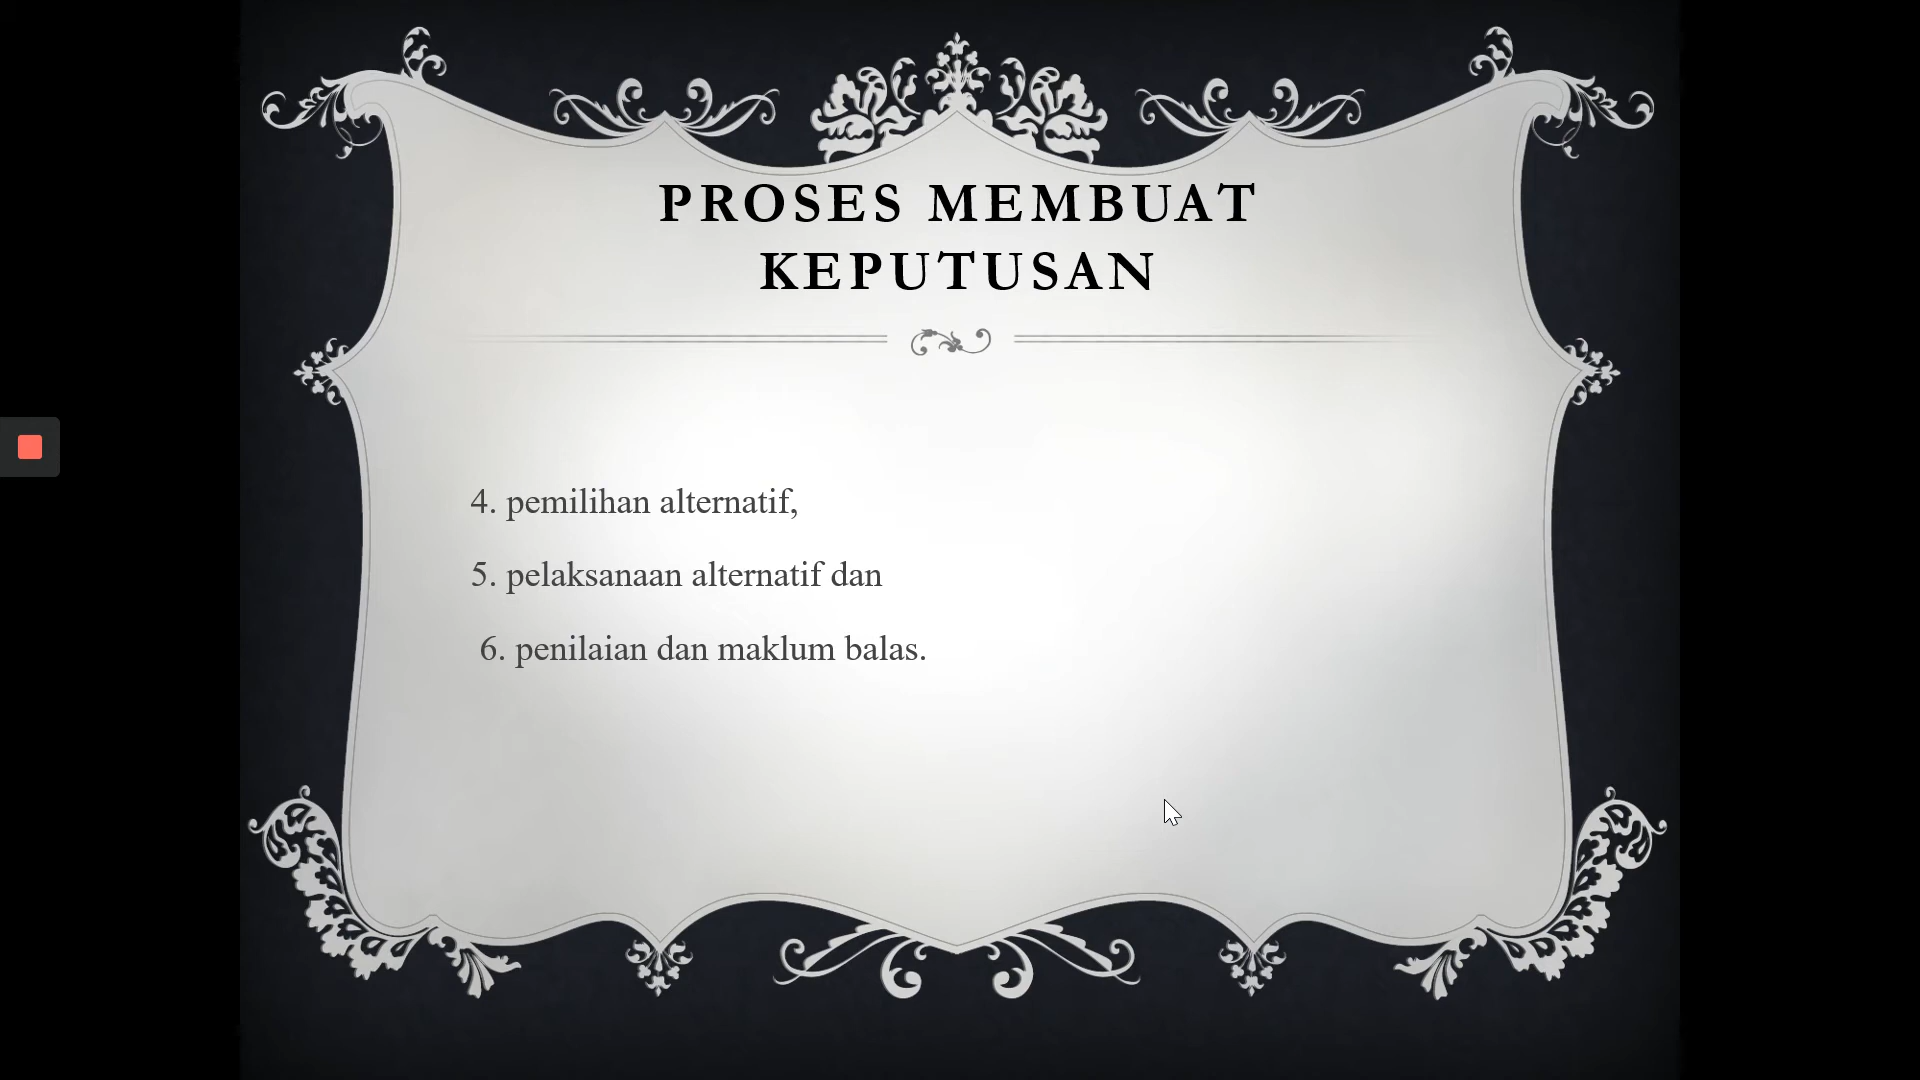 PROSES MEMBUAT
KEPUTUSAN
4. pemilihan alternatif,
5. pelaksanaan alternatif dan
6. penilaian dan maklum balas.